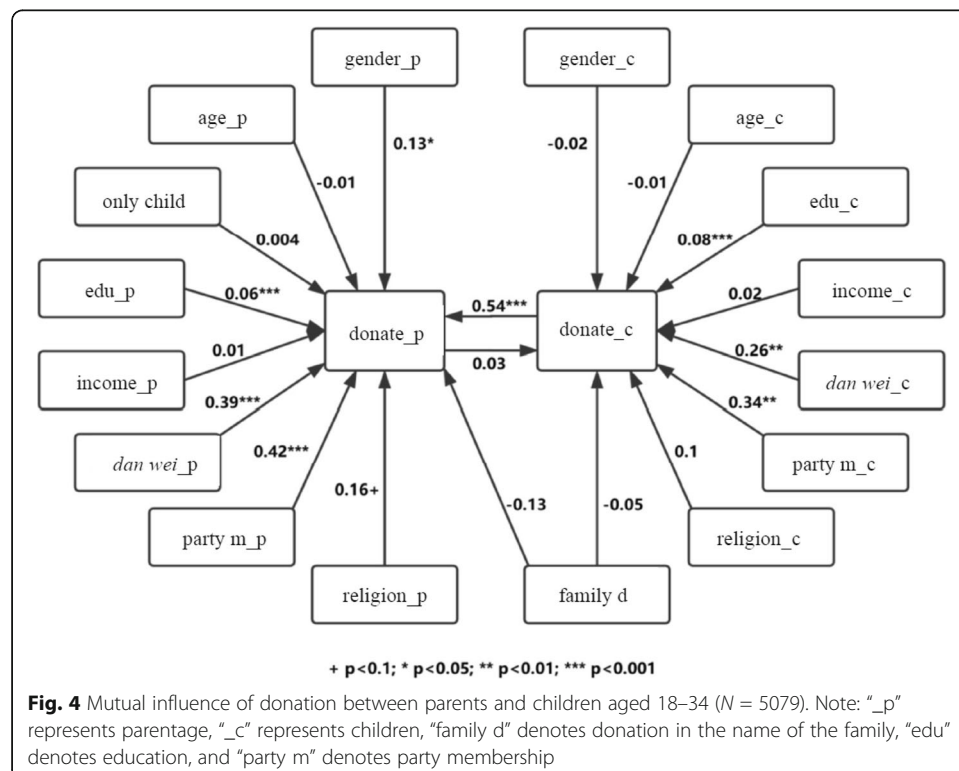 gender_p
gender_c
age_p
age_c
0.13*
-0.02
only child
-0.01
-0.01
edu_c
0.004
0.08***
edu_p
0.06***
0.54***
0.02
income_c
donate_p
donate_c
income_p
0.01
0.03
0.26**
dan wei_c
0.39***
0.34**
dan wei_p
0.42***
0.1
party m_c
0.16+
-0.13
-0.05
party m_p
religion_c
religion_p
family d
+ p<0.1; * p<0.05; ** p<0.01; *** p<0.001
Fig. 4 Mutual influence of donation between parents and children aged 18–34 (N = 5079). Note: “_p”
represents parentage, “_c” represents children, “family d” denotes donation in the name of the family, “edu”
denotes education, and “party m” denotes party membership